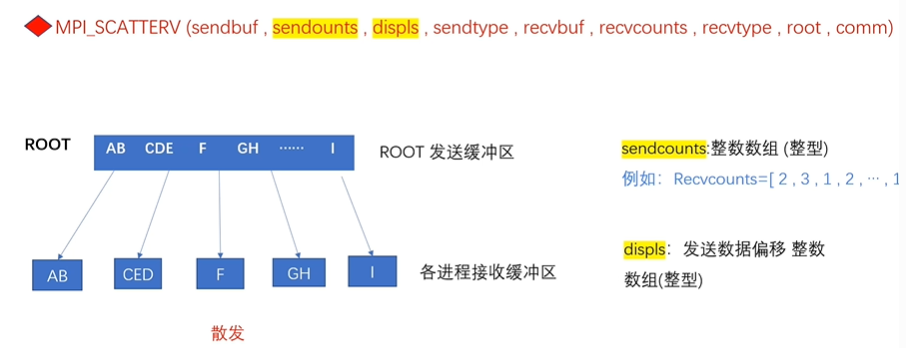 MPI_SCATTERV (sendbuf , sendounts , displs , sendtype , recvbuf , recvcounts , recvtype , root , comm)
ROOT
AB CDE F GH ...... I
ROOT 发送缓冲区
sendcounts:整数数组 (整型)
例如：Recvcounts=[ 2 , 3 , 1 , 2 , ... , 1
displs：发送数据偏移 整数
数组(整型)
AB CED F GH I
各进程接收缓冲区
散发